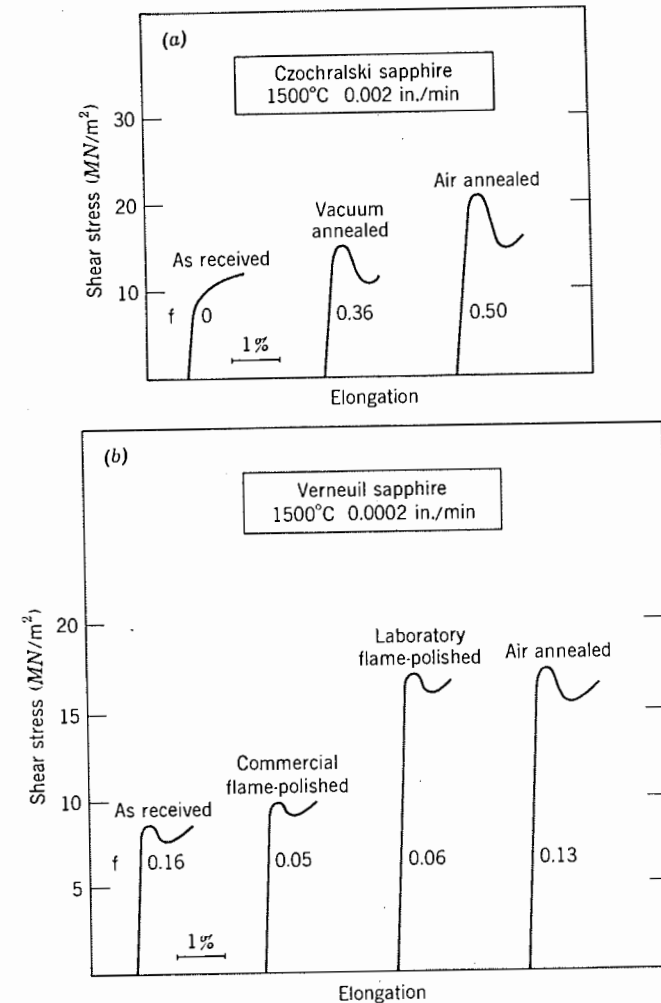 (a)
Czochralski sapphire
1500°C 0.002 in./min
Shear stress (MN/m²)
30
20
10
As received
Vacuum
annealed
Air annealed
f 0
0.36
0.50
1%
Elongation
(b)
Verneuil sapphire
1500°C 0.0002 in./min
Shear stress (MN/m²)
20
15
10
5
As received
Commercial
flame-polished
Laboratory
flame-polished
Air annealed
f 0.16
0.05
0.06
0.13
1%
Elongation